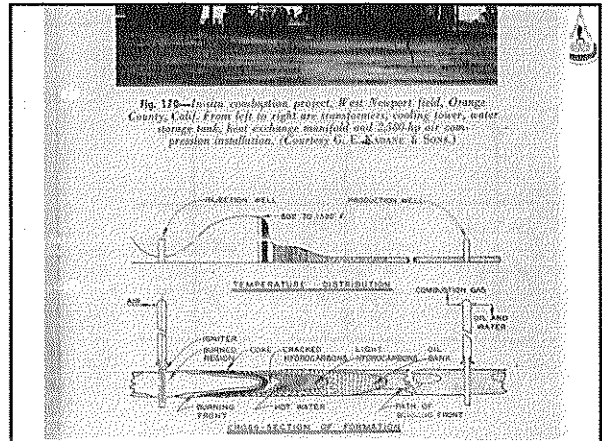 Fig. 170—In-situ combustion project, West Newport field, Orange
County, Calif. From left to right are transformers, cooling tower, water
storage tank, heat exchange manifold and 2,500-hp air com-
pression installation. (Courtesy G. E. KADANE & SONS.)
INJECTION WELL
PRODUCTION WELL
TEMPERATURE DISTRIBUTION
AIR
COMBUSTION GAS
OIL AND
WATER
IGNITER
BURNED
REGION
COKE
CRACKED
HYDROCARBONS
LIGHT
HYDROCARBONS
OIL
BANK
BURNING
FRONT
HOT WATER
PATH OF
BURNING FRONT
CROSS-SECTION OF FORMATION